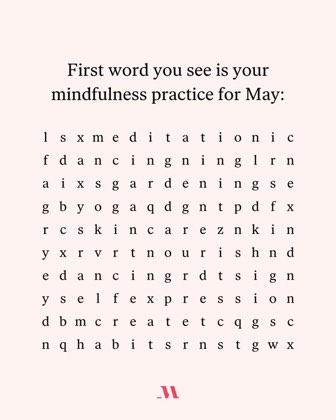 First word you see is your
mindfulness practice for May:
l s x m e d i t a t i o n i c
f d a n c i n g n i n g l r n
a i x s g a r d e n i n g s e
g b y o g a q d g n t p d f x
r c s k i n c a r e z n k i n
y x r v r t n o u r i s h n d
e d a n c i n g r d t s i g n
y s e l f e x p r e s s i o n
d b m c r e a t e t c q g s c
n q h a b i t s r n s t g w x
M